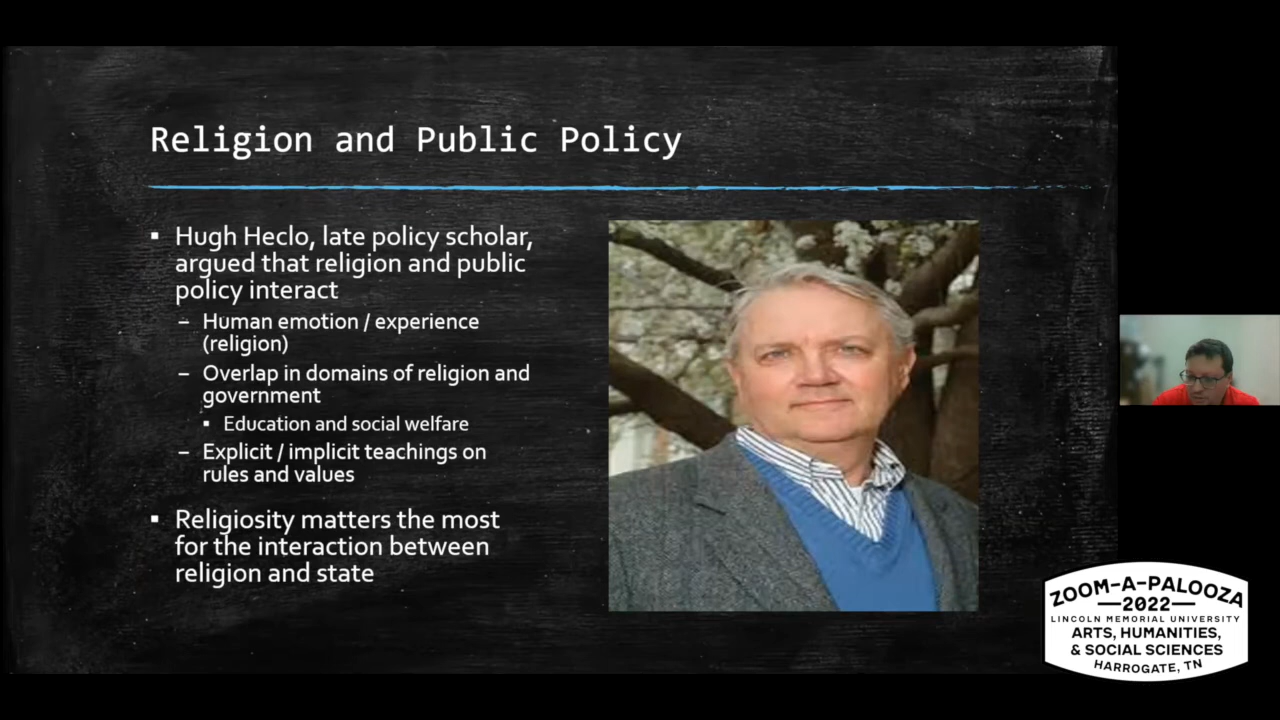 Religion and Public Policy
▪ Hugh Heclo, late policy scholar,
argued that religion and public
policy interact
– Human emotion / experience
(religion)
– Overlap in domains of religion and
government
▪ Education and social welfare
– Explicit / implicit teachings on
rules and values
▪ Religiosity matters the most
for the interaction between
religion and state
ZOOM-A-PALOOZA
—2022—
LINCOLN MEMORIAL UNIVERSITY
ARTS, HUMANITIES,
& SOCIAL SCIENCES
HARROGATE, TN